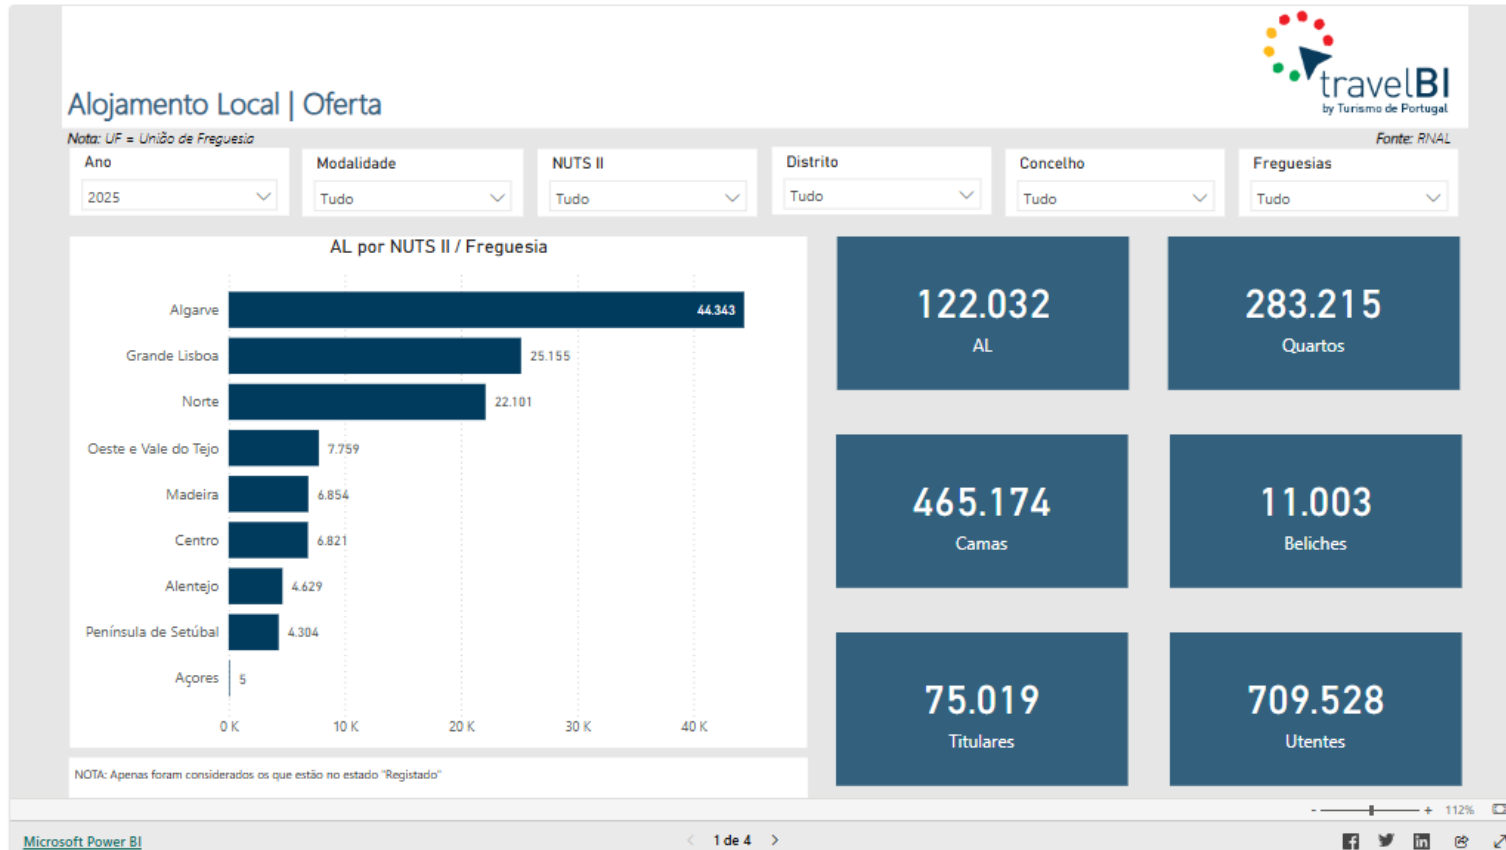 travelBI
by Turismo de Portugal
Alojamento Local | Oferta
Nota: UF = União de Freguesia
Fonte: RNAL
Ano
2025
Modalidade
Tudo
NUTS II
Tudo
Distrito
Tudo
Concelho
Tudo
Freguesias
Tudo
AL por NUTS II / Freguesia
Algarve 44.343
Grande Lisboa 25.155
Norte 22.101
Oeste e Vale do Tejo 7.759
Madeira 6.854
Centro 6.821
Alentejo 4.629
Península de Setúbal 4.304
Açores 5
0 K 10 K 20 K 30 K 40 K
NOTA: Apenas foram considerados os que estão no estado "Registado"
122.032
AL
283.215
Quartos
465.174
Camas
11.003
Beliches
75.019
Titulares
709.528
Utentes
- + 112%
Microsoft Power BI
< 1 de 4 >